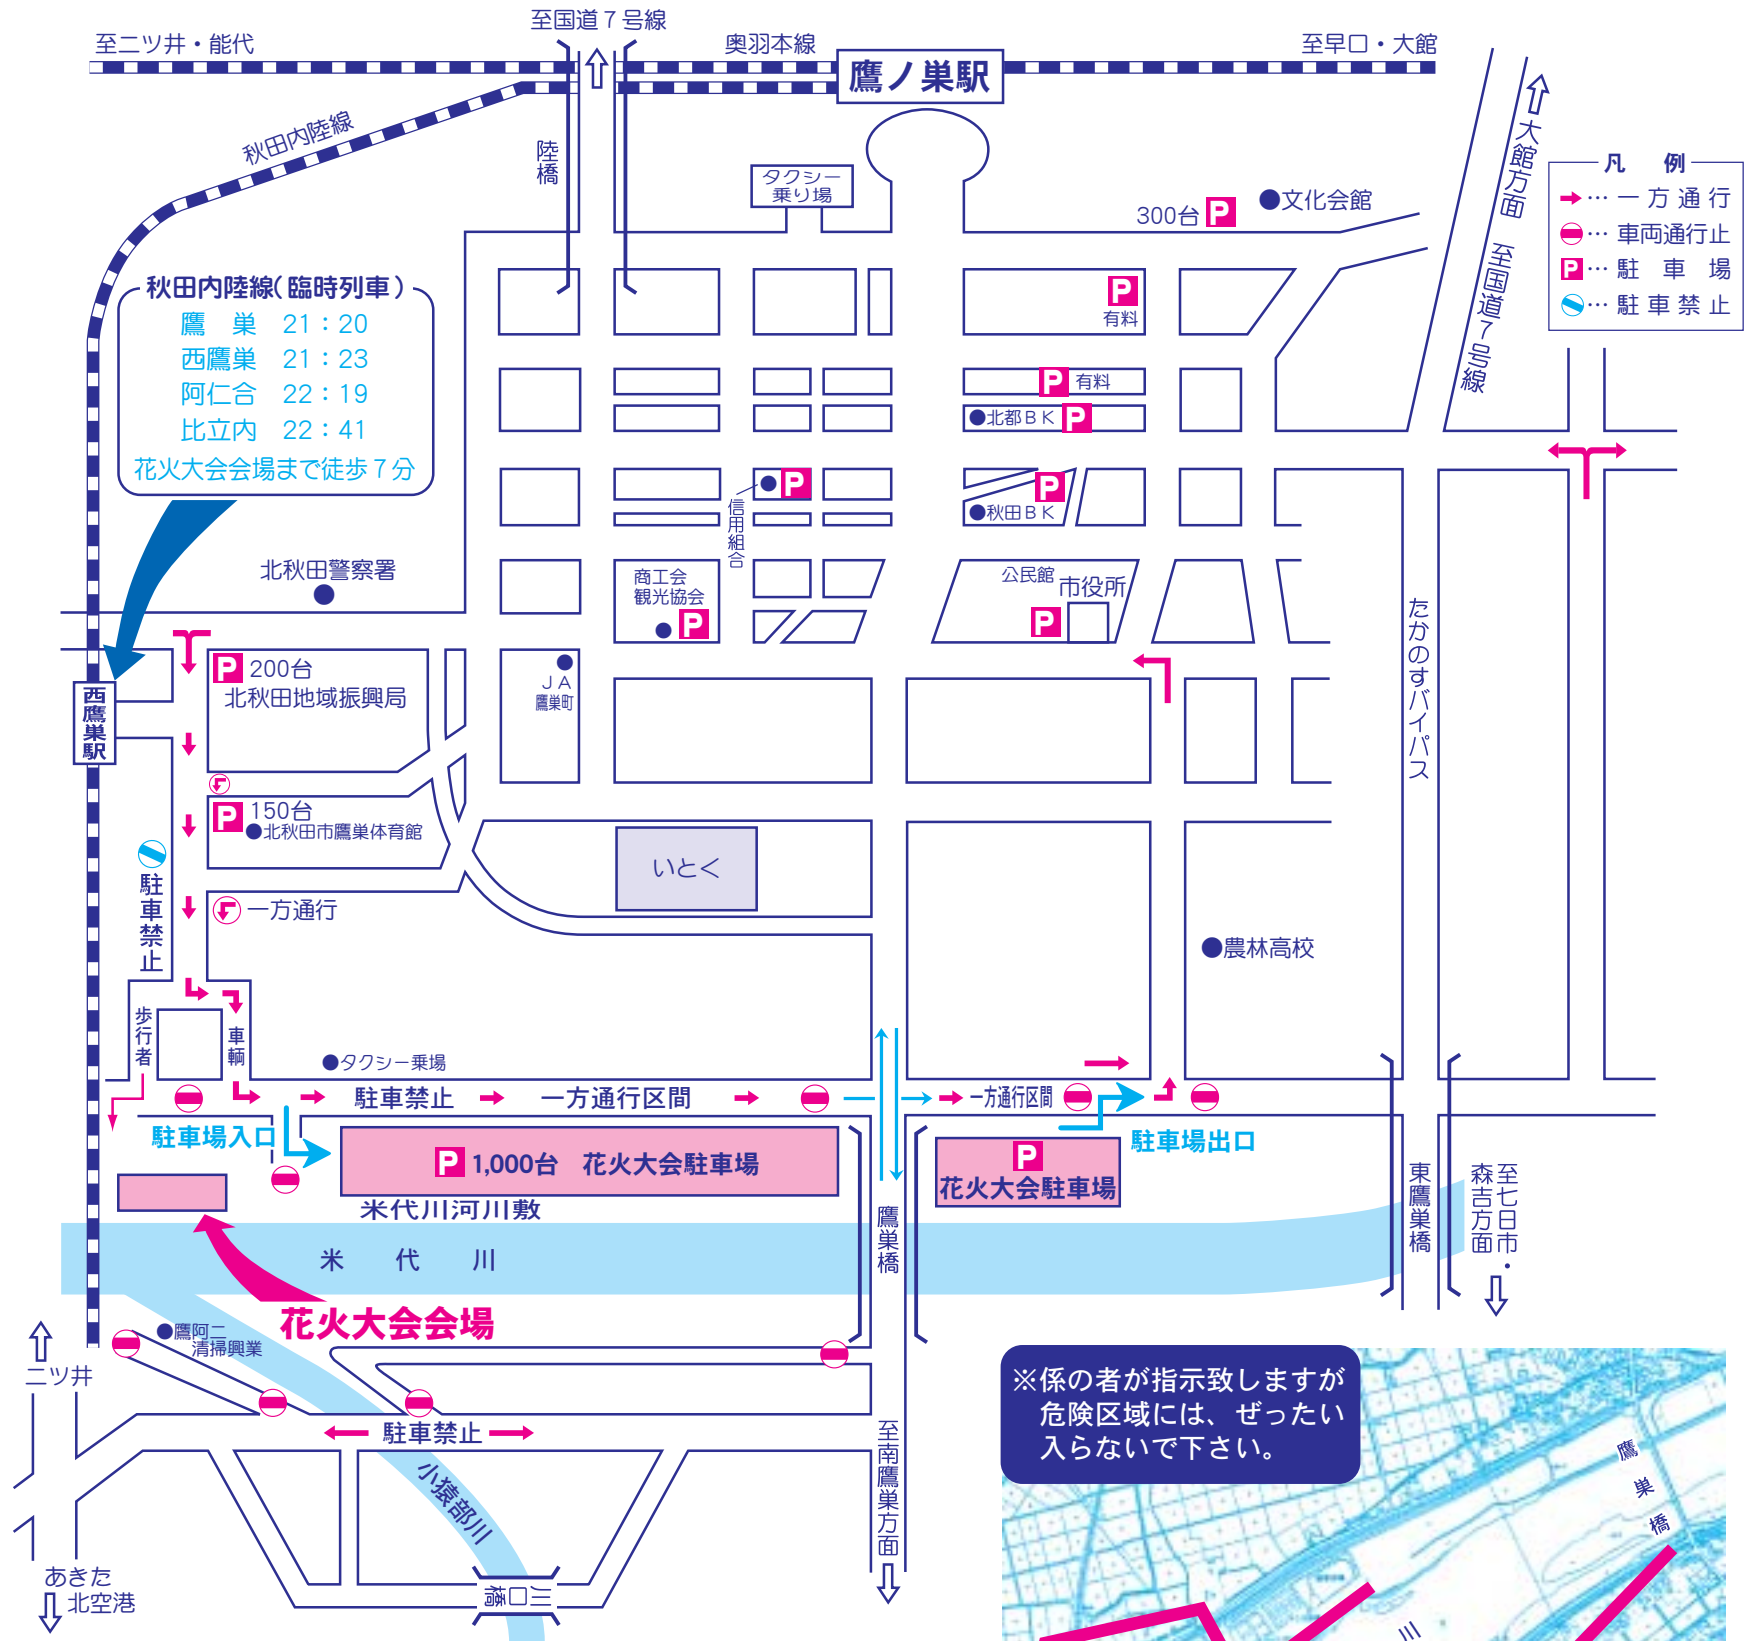 至国道７号線
至二ツ井・能代
奥羽本線
至早口・大館
鷹ノ巣駅
秋田内陸線
陸橋
タクシー
乗り場
300台 P
●文化会館
大館方面 至国道７号線
凡 例
…一方通行
…車両通行止
P…駐車場
…駐車禁止
秋田内陸線（臨時列車）
鷹 巣 21：20
西鷹巣 21：23
阿仁合 22：19
比立内 22：41
花火大会会場まで徒歩７分
P
有料
P 有料
●北都ＢＫ P
P
信用組合
P
●秋田ＢＫ
北秋田警察署
商工会
観光協会
P
公民館
市役所
P
たかのすバイパス
西鷹巣駅
P 200台
北秋田地域振興局
ＪＡ
鷹巣町
P 150台
●北秋田市鷹巣体育館
いとく
駐車禁止
一方通行
●農林高校
歩行者
車輌
●タクシー乗場
駐車禁止
一方通行区間
一方通行区間
駐車場入口
駐車場出口
P 1,000台 花火大会駐車場
P
花火大会駐車場
米代川河川敷
米代川
鷹巣橋
東鷹巣橋
至七日市・
森吉方面
花火大会会場
●鷹阿二
清掃興業
二ツ井
駐車禁止
小猿部川
至南鷹巣方面
川口橋
あきた
北空港
※係の者が指示致しますが
危険区域には、ぜったい
入らないで下さい。
鷹巣橋
川